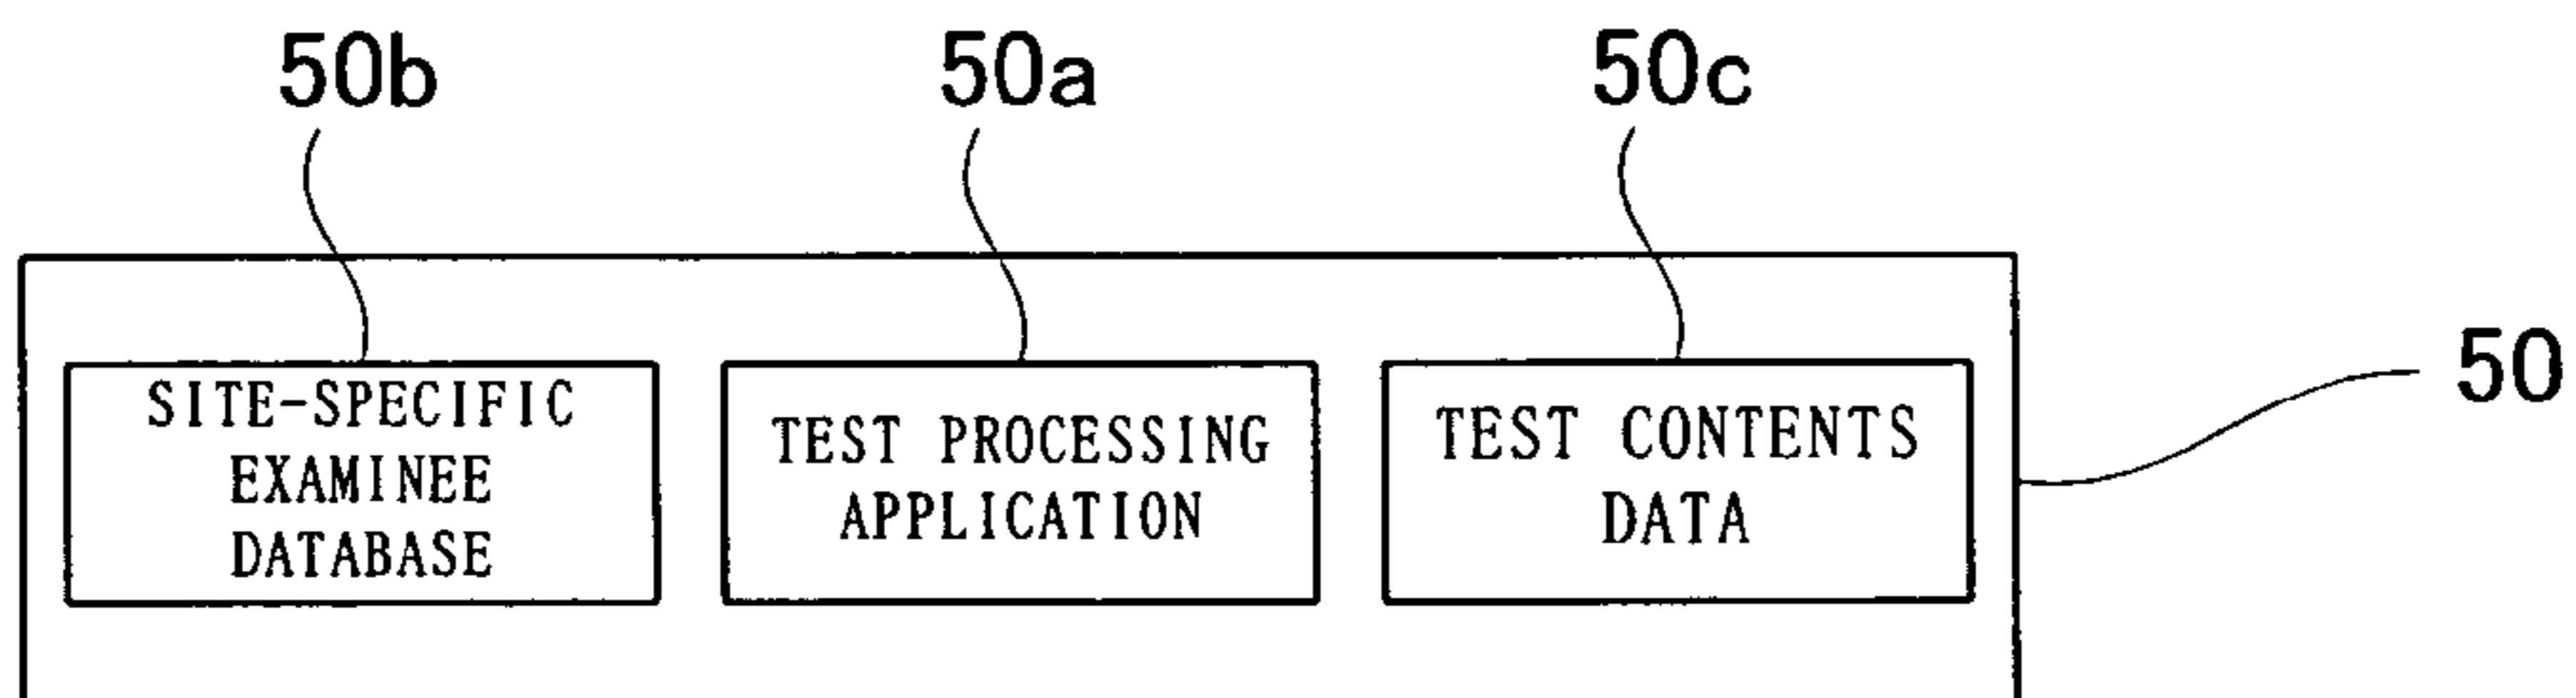 50b
50a
50c
50
SITE-SPECIFIC
EXAMINEE
DATABASE
TEST PROCESSING
APPLICATION
TEST CONTENTS
DATA